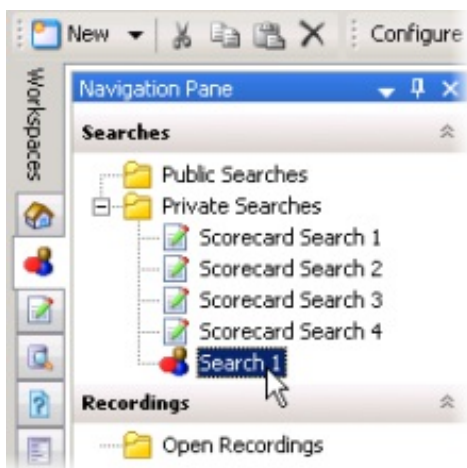 New Configure
Workspaces
Navigation Pane
Searches
Public Searches
Private Searches
Scorecard Search 1
Scorecard Search 2
Scorecard Search 3
Scorecard Search 4
Search 1
Recordings
Open Recordings